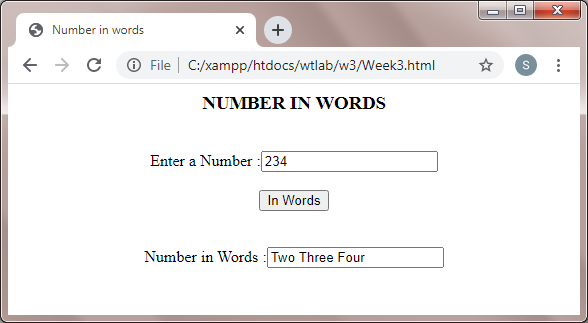 Number in words
File C:/xampp/htdocs/wtlab/w3/Week3.html S
NUMBER IN WORDS
Enter a Number :234
In Words
Number in Words :Two Three Four